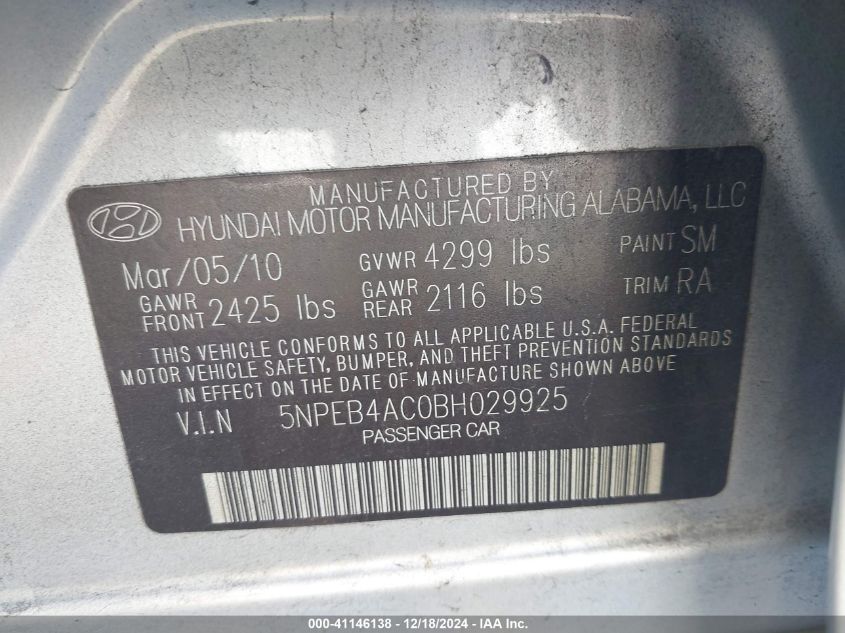 MANUFACTURED BY
HYUNDAI MOTOR MANUFACTURING ALABAMA, LLC
Mar/05/10 GVWR 4299 lbs PAINT SM
GAWR FRONT 2425 lbs GAWR REAR 2116 lbs TRIM RA
THIS VEHICLE CONFORMS TO ALL APPLICABLE U.S.A. FEDERAL
MOTOR VEHICLE SAFETY, BUMPER, AND THEFT PREVENTION STANDARDS
IN EFFECT ON THE DATE OF MANUFACTURE SHOWN ABOVE
V.I.N 5NPEB4AC0BH029925
PASSENGER CAR
000-41146138 - 12/18/2024 - IAA Inc.